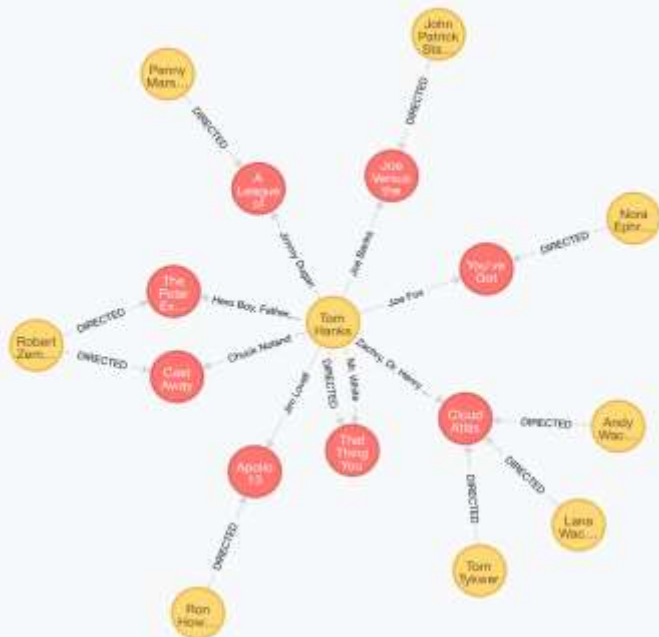 John
Patrick
Sta...
Penny
Mars...
DIRECTED
DIRECTED
A
League
of
Joe
Versus
the
Nora
Ephr...
DIRECTED
You've
Got
Jimmy Dugan
Joe Banks
The
Polar
Ex...
Hero Boy, Father...
Joe Fox
Tom
Hanks
DIRECTED
Robert
Zem...
DIRECTED
Chuck Noland
Cast
Away
Zachry, Dr. Henry...
Jim Lovell
DIRECTED
Mr. White
Cloud
Atlas
DIRECTED
Andy
Wac...
That
Thing
You
Apollo
13
DIRECTED
DIRECTED
Lana
Wac...
DIRECTED
Tom
Tykwer
Ron
How...